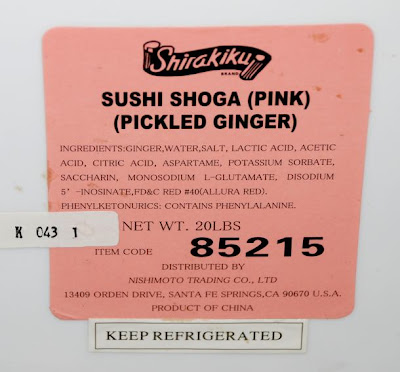 Shirakiku
BRAND
SUSHI SHOGA (PINK)
(PICKLED GINGER)
INGREDIENTS:GINGER,WATER,SALT, LACTIC ACID, ACETIC
ACID, CITRIC ACID, ASPARTAME, POTASSIUM SORBATE,
SACCHARIN, MONOSODIUM L-GLUTAMATE, DISODIUM
5'-INOSINATE,FD&C RED #40(ALLURA RED).
PHENYLKETONURICS: CONTAINS PHENYLALANINE.
K 043 1
NET WT. 20LBS
ITEM CODE 85215
DISTRIBUTED BY
NISHIMOTO TRADING CO., LTD
13409 ORDEN DRIVE, SANTA FE SPRINGS,CA 90670 U.S.A.
PRODUCT OF CHINA
KEEP REFRIGERATED